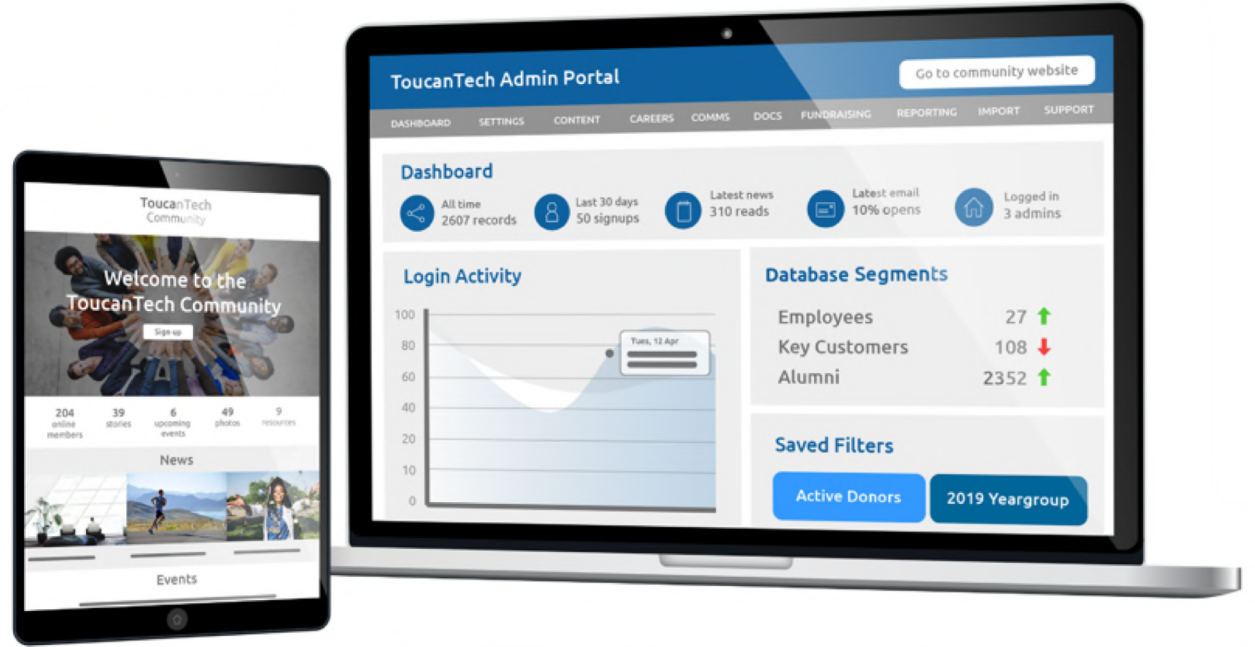 ToucanTech Admin Portal
Go to community website
DASHBOARD SETTINGS CONTENT CAREERS COMMS DOCS FUNDRAISING REPORTING IMPORT SUPPORT
Dashboard
All time
2607 records
Last 30 days
50 signups
Latest news
310 reads
Latest email
10% opens
Logged in
3 admins
Login Activity
100
80
60
40
20
10
0
Tues, 12 Apr
Database Segments
Employees 27
Key Customers 108
Alumni 2352
Saved Filters
Active Donors
2019 Yeargroup
ToucanTech
Community
Welcome to the
ToucanTech Community
Sign up
204
online
members
39
stories
6
upcoming
events
49
photos
9
resources
News
Events